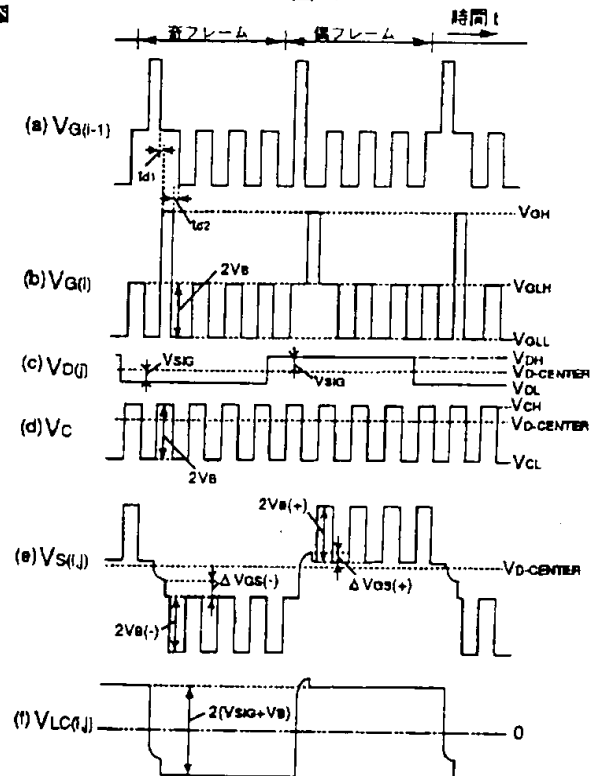 時間 t
奇フレーム 偶フレーム
(a) VG(i-1)
td1
td2
VGH
(b) VG(i)
2VB
VGLH
VGLL
(c) VD(j)
VSIG
VSIG
VDH
VD-CENTER
VDL
(d) VC
VCH
VD-CENTER
2VB
VCL
2VB(+)
(e) VS(i,j)
VD-CENTER
ΔVGS(-)
ΔVGS(+)
2VB(-)
(f) VLC(i,j)
2(VSIG+VB)
0